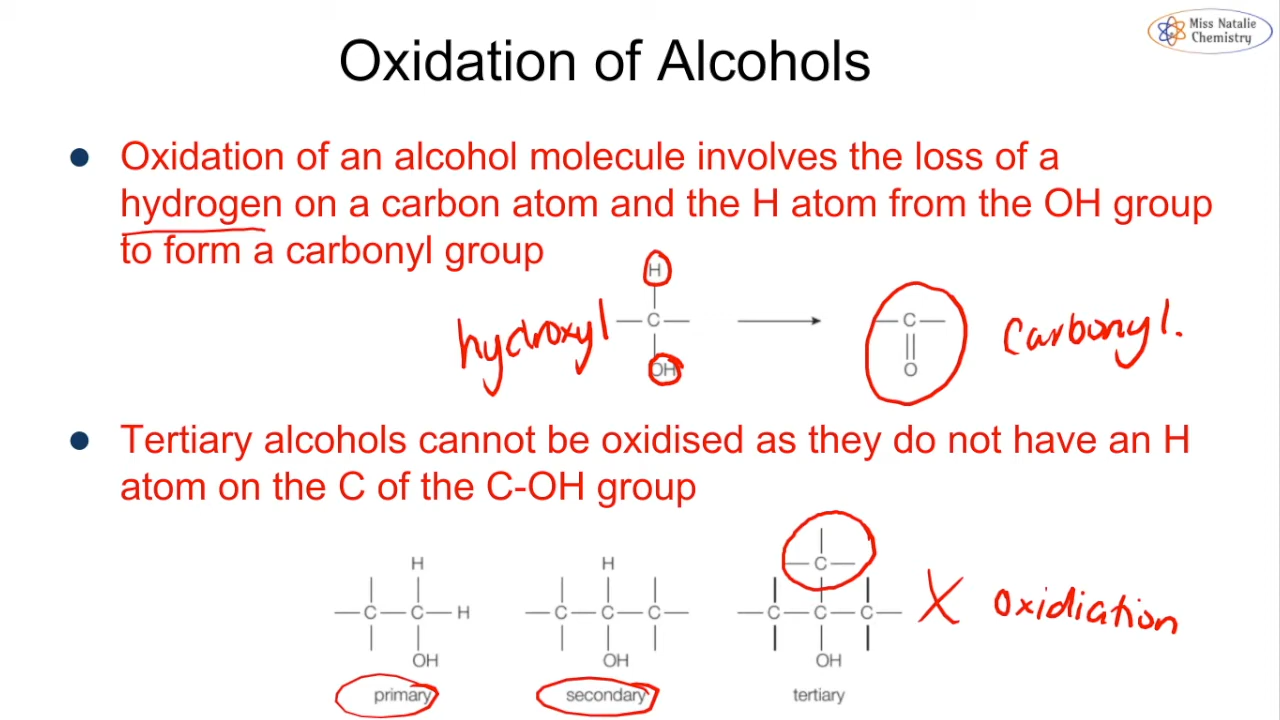 Miss Natalie
Chemistry
Oxidation of Alcohols
● Oxidation of an alcohol molecule involves the loss of a
hydrogen on a carbon atom and the H atom from the OH group
to form a carbonyl group
H
hydroxyl — C — ⟶ — C — Carbonyl.
OH O
● Tertiary alcohols cannot be oxidised as they do not have an H
atom on the C of the C-OH group
— C —
H H
— C — C — H — C — C — C — — C — C — C — X oxidiation
OH OH OH
primary secondary tertiary